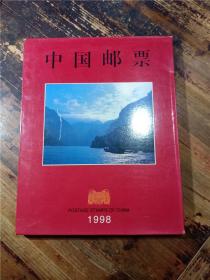 中国邮票
POSTAGE STAMPS OF CHINA
1998